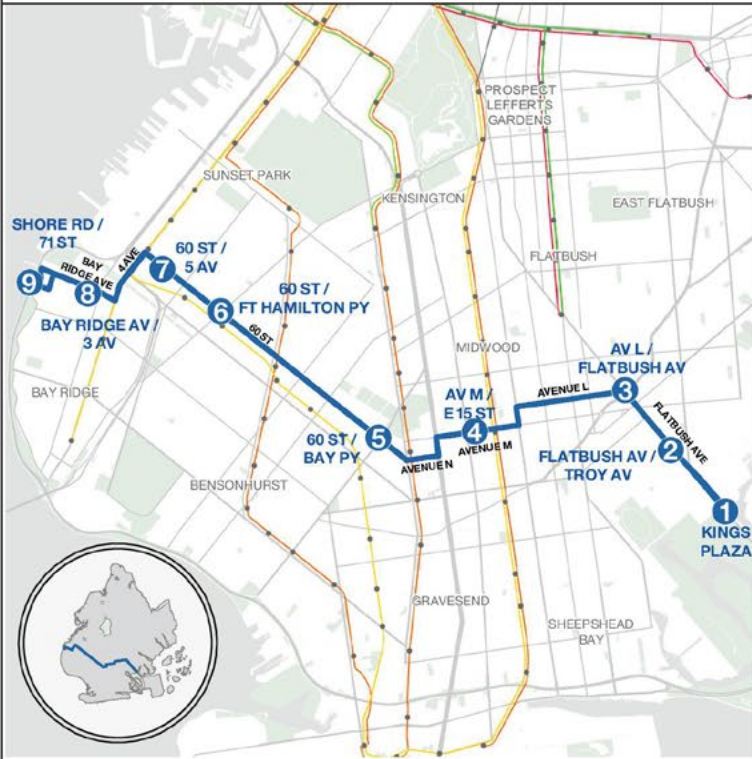 PROSPECT
LEFFERTS
GARDENS
SUNSET PARK
KENSINGTON
EAST FLATBUSH
SHORE RD /
71 ST
BAY
RIDGE AVE
4 AVE
60 ST /
5 AV
FLATBUSH
9
8
7
6
60 ST /
FT HAMILTON PY
BAY RIDGE AV /
3 AV
60 ST
MIDWOOD
AV L /
FLATBUSH AV
BAY RIDGE
AV M /
E 15 ST
AVENUE L
3
60 ST /
BAY PY
5
4
AVENUE N
AVENUE M
FLATBUSH AVE
FLATBUSH AV /
TROY AV
2
BENSONHURST
1
KINGS
PLAZA
GRAVESEND
SHEEPSHEAD
BAY